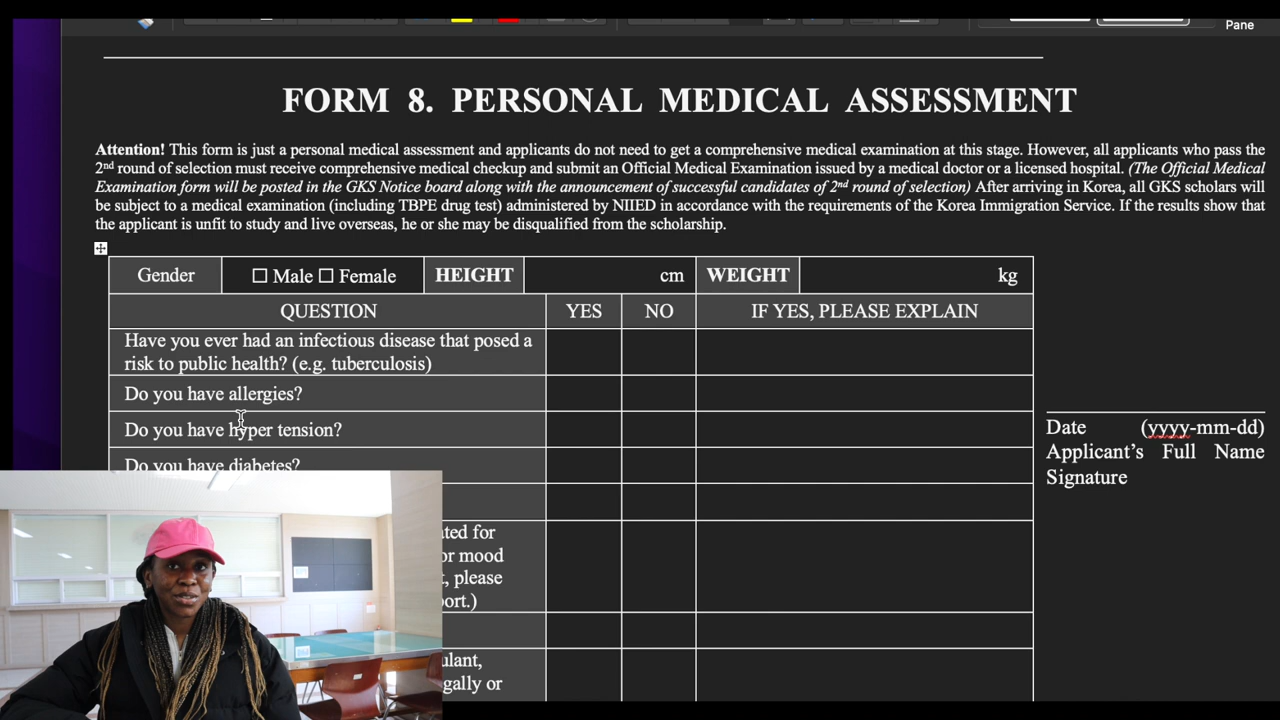 Pane
FORM 8. PERSONAL MEDICAL ASSESSMENT
Attention! This form is just a personal medical assessment and applicants do not need to get a comprehensive medical examination at this stage. However, all applicants who pass the
2nd round of selection must receive comprehensive medical checkup and submit an Official Medical Examination issued by a medical doctor or a licensed hospital. (The Official Medical
Examination form will be posted in the GKS Notice board along with the announcement of successful candidates of 2nd round of selection) After arriving in Korea, all GKS scholars will
be subject to a medical examination (including TBPE drug test) administered by NIIED in accordance with the requirements of the Korea Immigration Service. If the results show that
the applicant is unfit to study and live overseas, he or she may be disqualified from the scholarship.
Gender ☐ Male ☐ Female HEIGHT cm WEIGHT kg
QUESTION YES NO IF YES, PLEASE EXPLAIN
Have you ever had an infectious disease that posed a
risk to public health? (e.g. tuberculosis)
Do you have allergies?
Do you have hyper tension?
Do you have diabetes?
Date (yyyy-mm-dd)
Applicant's Full Name
Signature
ated for
or mood
t, please
port.)
ulant,
gally or